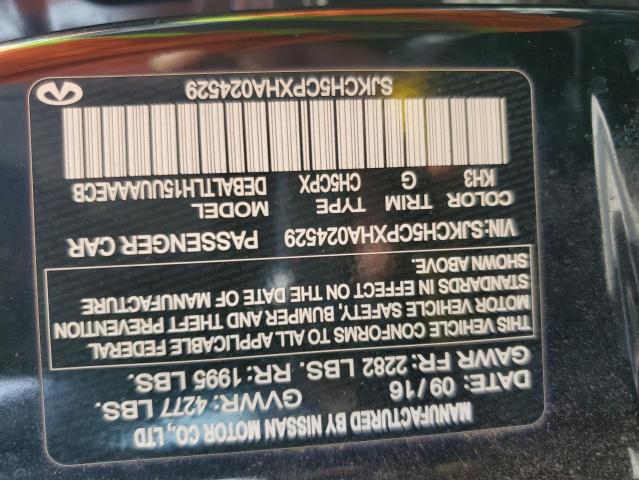 MANUFACTURED BY NISSAN MOTOR CO., LTD
DATE: 09/16 GVWR: 4277 LBS.
GAWR FR: 2282 LBS. RR: 1995 LBS.
THIS VEHICLE CONFORMS TO ALL APPLICABLE FEDERAL
MOTOR VEHICLE SAFETY, BUMPER AND THEFT PREVENTION
STANDARDS IN EFFECT ON THE DATE OF MANUFACTURE
SHOWN ABOVE.
VIN:SJKCH5CPXHA024529 PASSENGER CAR
COLOR TRIM TYPE MODEL
KH3 G CH5CPX DEBALTLH15UUAAAECB
SJKCH5CPXHA024529